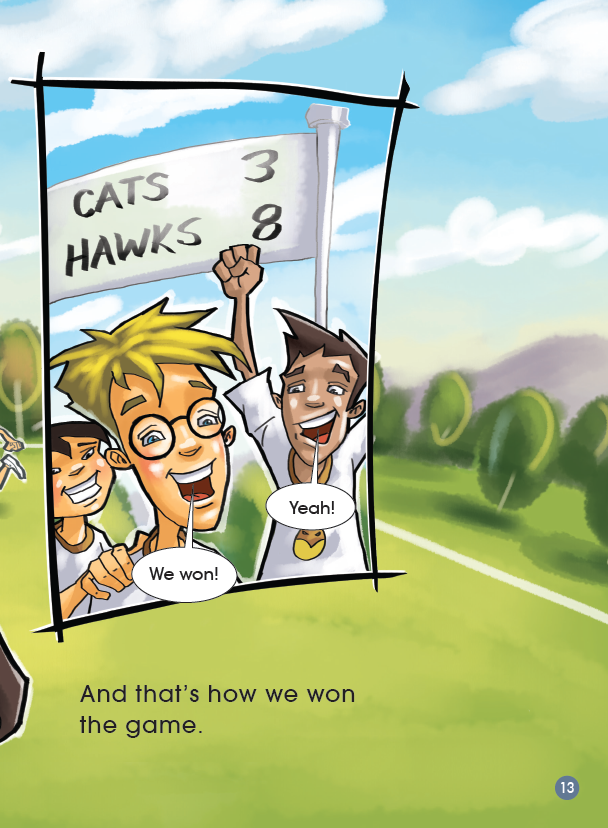 CATS 3
HAWKS 8
Yeah!
We won!
And that's how we won
the game.
13